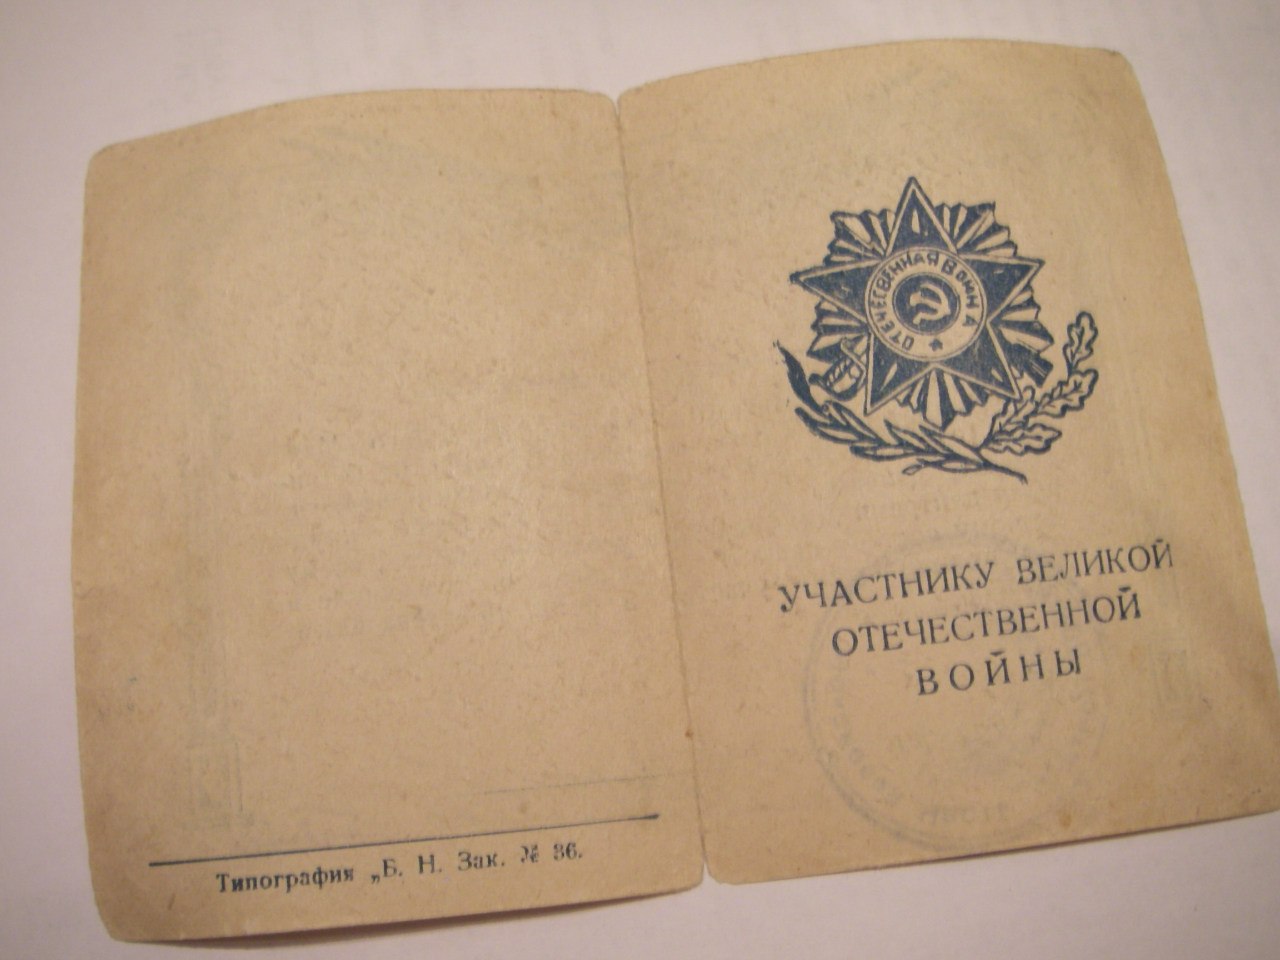 Типография „Б. Н. Зак. № 36.
ОТЕЧЕСТВЕННАЯ ВОЙНА
УЧАСТНИКУ ВЕЛИКОЙ
ОТЕЧЕСТВЕННОЙ
ВОЙНЫ